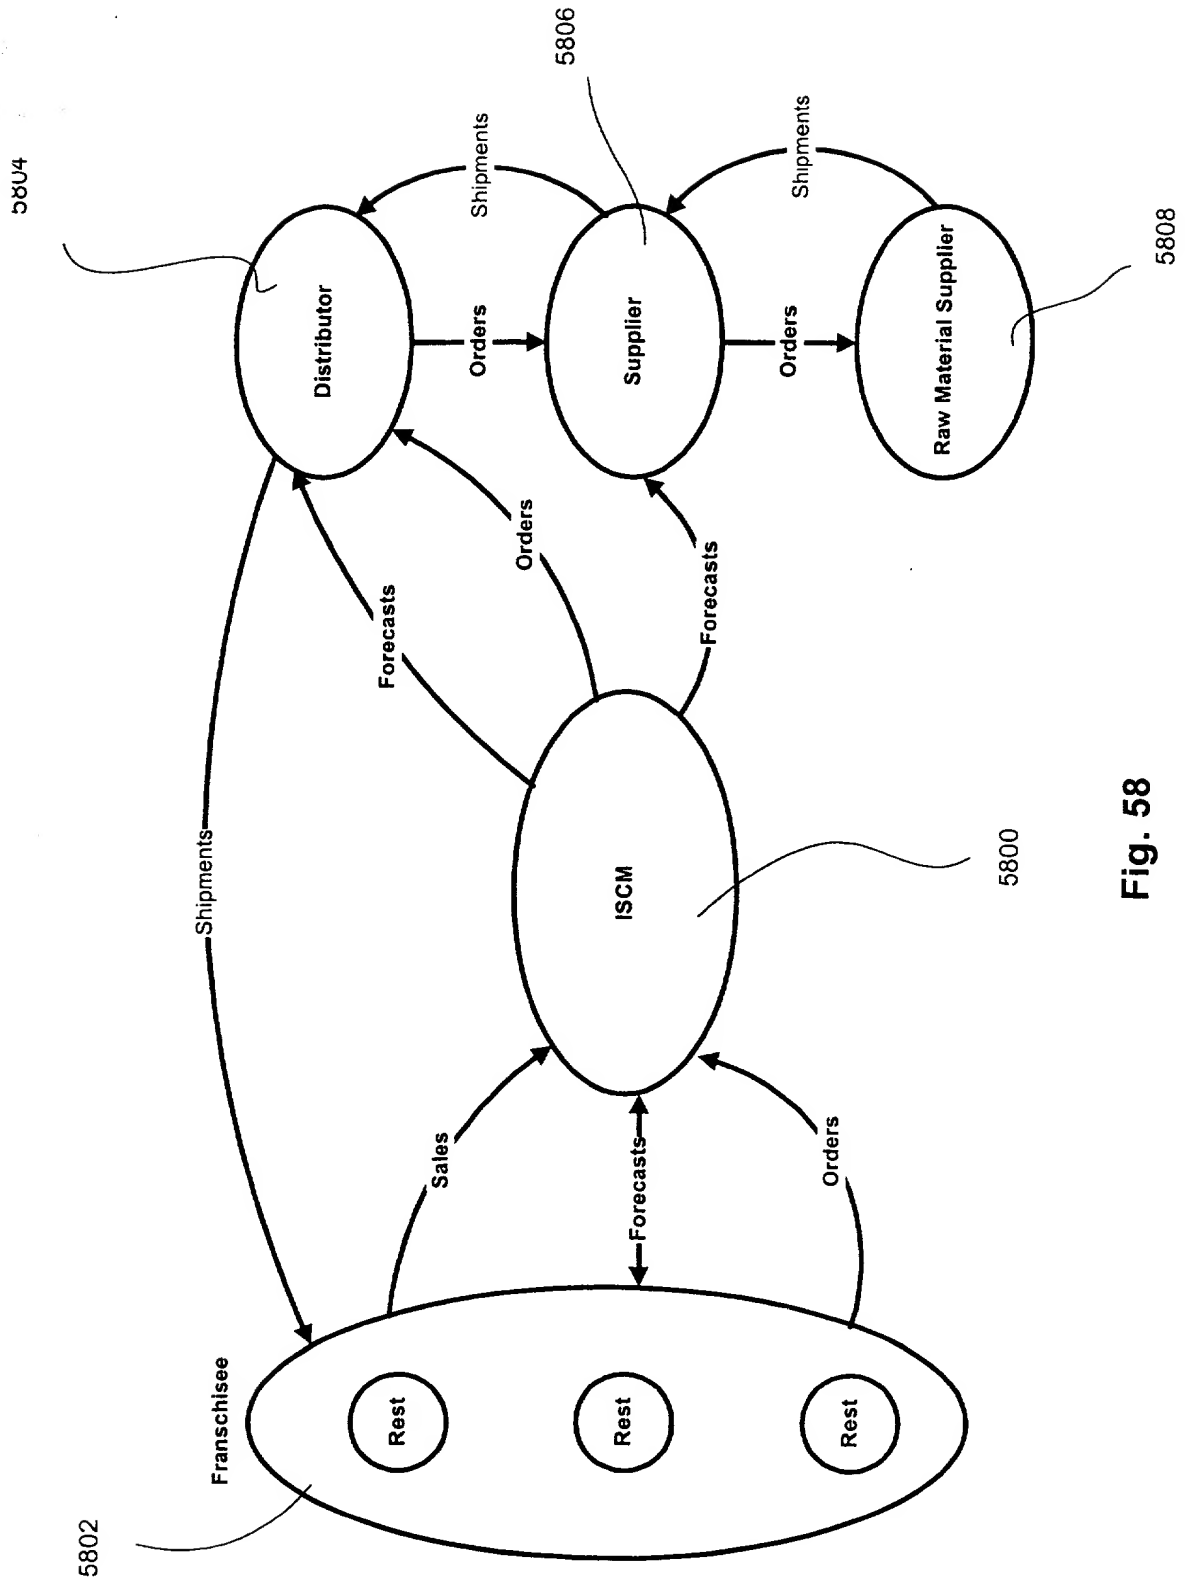 5804
5802
Shipments
Franschisee
Distributor
Forecasts
Rest
Sales
Orders
Shipments
Orders
5806
Rest
ISCM
Supplier
Forecasts
Forecasts
Orders
Shipments
Orders
Rest
Raw Material Supplier
5800
Fig. 58
5808